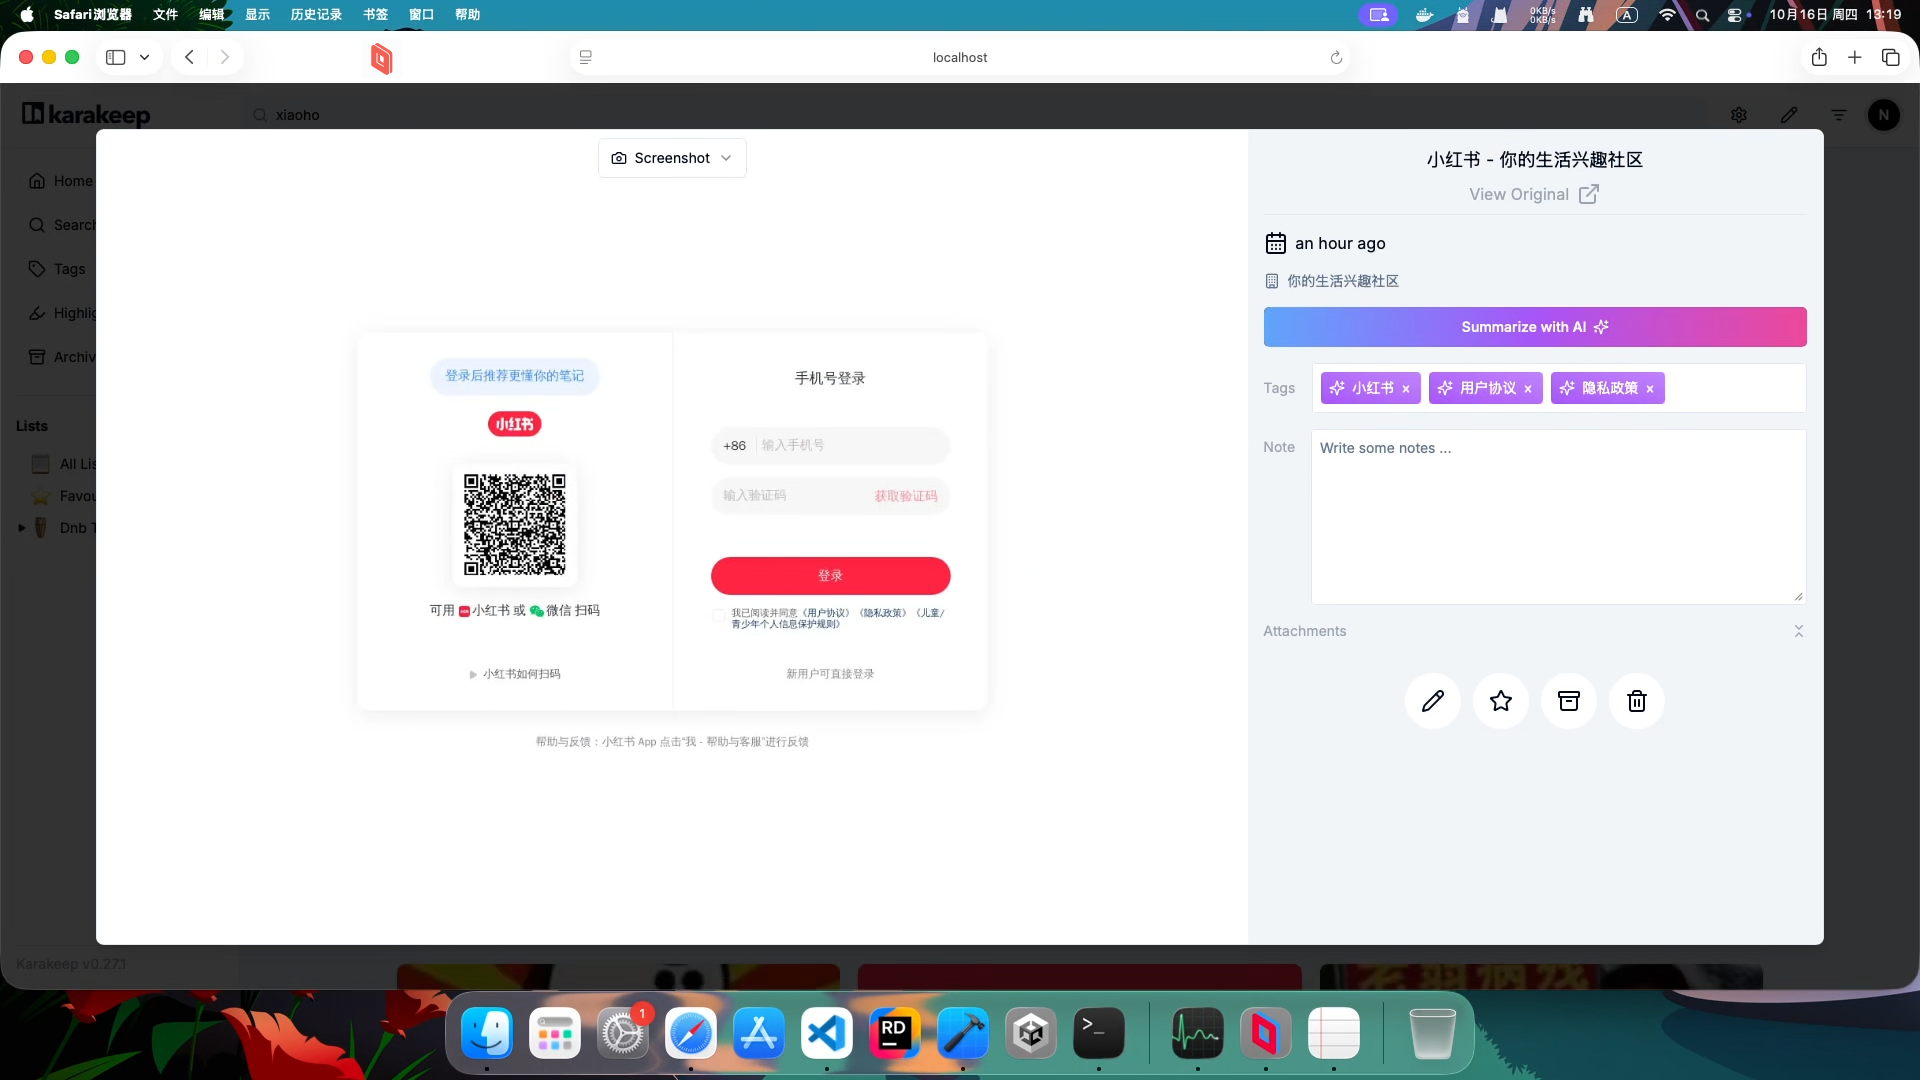 Safari浏览器 文件 编辑 显示 历史记录 书签 窗口 帮助
0KB/s
0KB/s
A
10月16日 周四 13:19
localhost
karakeep
xiaoho
N
Home
Search
Tags
Highlig
Archiv
Lists
All Lis
Favou
Dnb T
Karakeep v0.27.1
Screenshot
登录后推荐更懂你的笔记
小红书
可用 小红书 或 微信 扫码
小红书如何扫码
手机号登录
+86 输入手机号
输入验证码 获取验证码
登录
我已阅读并同意《用户协议》《隐私政策》《儿童/
青少年个人信息保护规则》
新用户可直接登录
帮助与反馈：小红书 App 点击“我 - 帮助与客服”进行反馈
小红书 - 你的生活兴趣社区
View Original
an hour ago
你的生活兴趣社区
Summarize with AI
Tags 小红书 × 用户协议 × 隐私政策 ×
Note Write some notes ...
Attachments
1
RD
>_